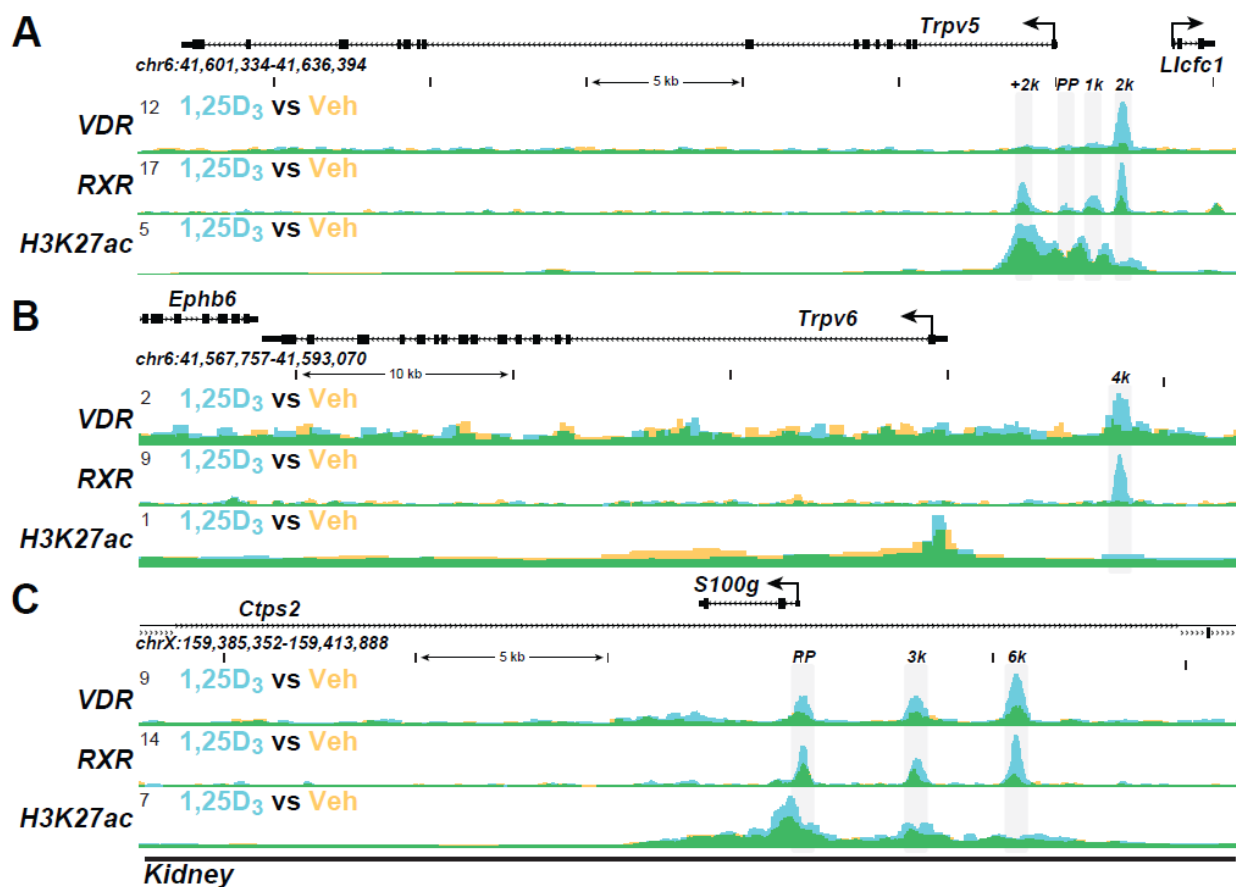 A
Trpv5
Llcfc1
chr6:41,601,334-41,636,394
5 kb
+2k PP 1k 2k
VDR 12 1,25D3 vs Veh
RXR 17 1,25D3 vs Veh
H3K27ac 5 1,25D3 vs Veh
B
Ephb6
Trpv6
chr6:41,567,757-41,593,070
10 kb
4k
VDR 2 1,25D3 vs Veh
RXR 9 1,25D3 vs Veh
H3K27ac 1 1,25D3 vs Veh
C
Ctps2
S100g
chrX:159,385,352-159,413,888
5 kb
RP 3k 6k
VDR 9 1,25D3 vs Veh
RXR 14 1,25D3 vs Veh
H3K27ac 7 1,25D3 vs Veh
Kidney